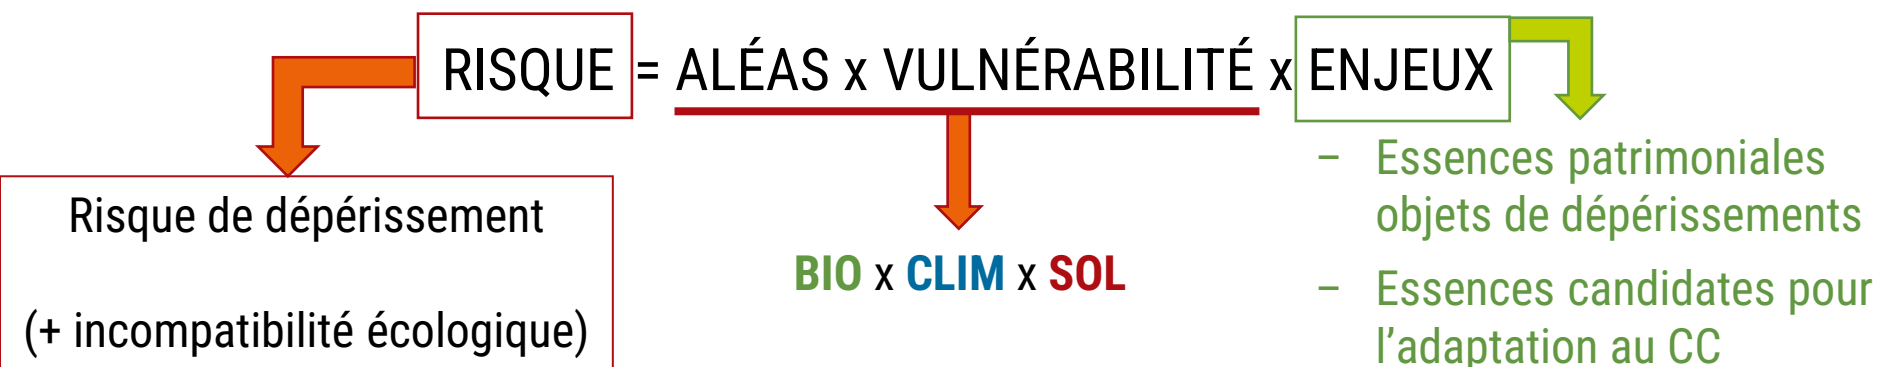 RISQUE = ALÉAS x VULNÉRABILITÉ x ENJEUX
Risque de dépérissement
(+ incompatibilité écologique)
BIO x CLIM x SOL
– Essences patrimoniales
objets de dépérissements
– Essences candidates pour
l’adaptation au CC